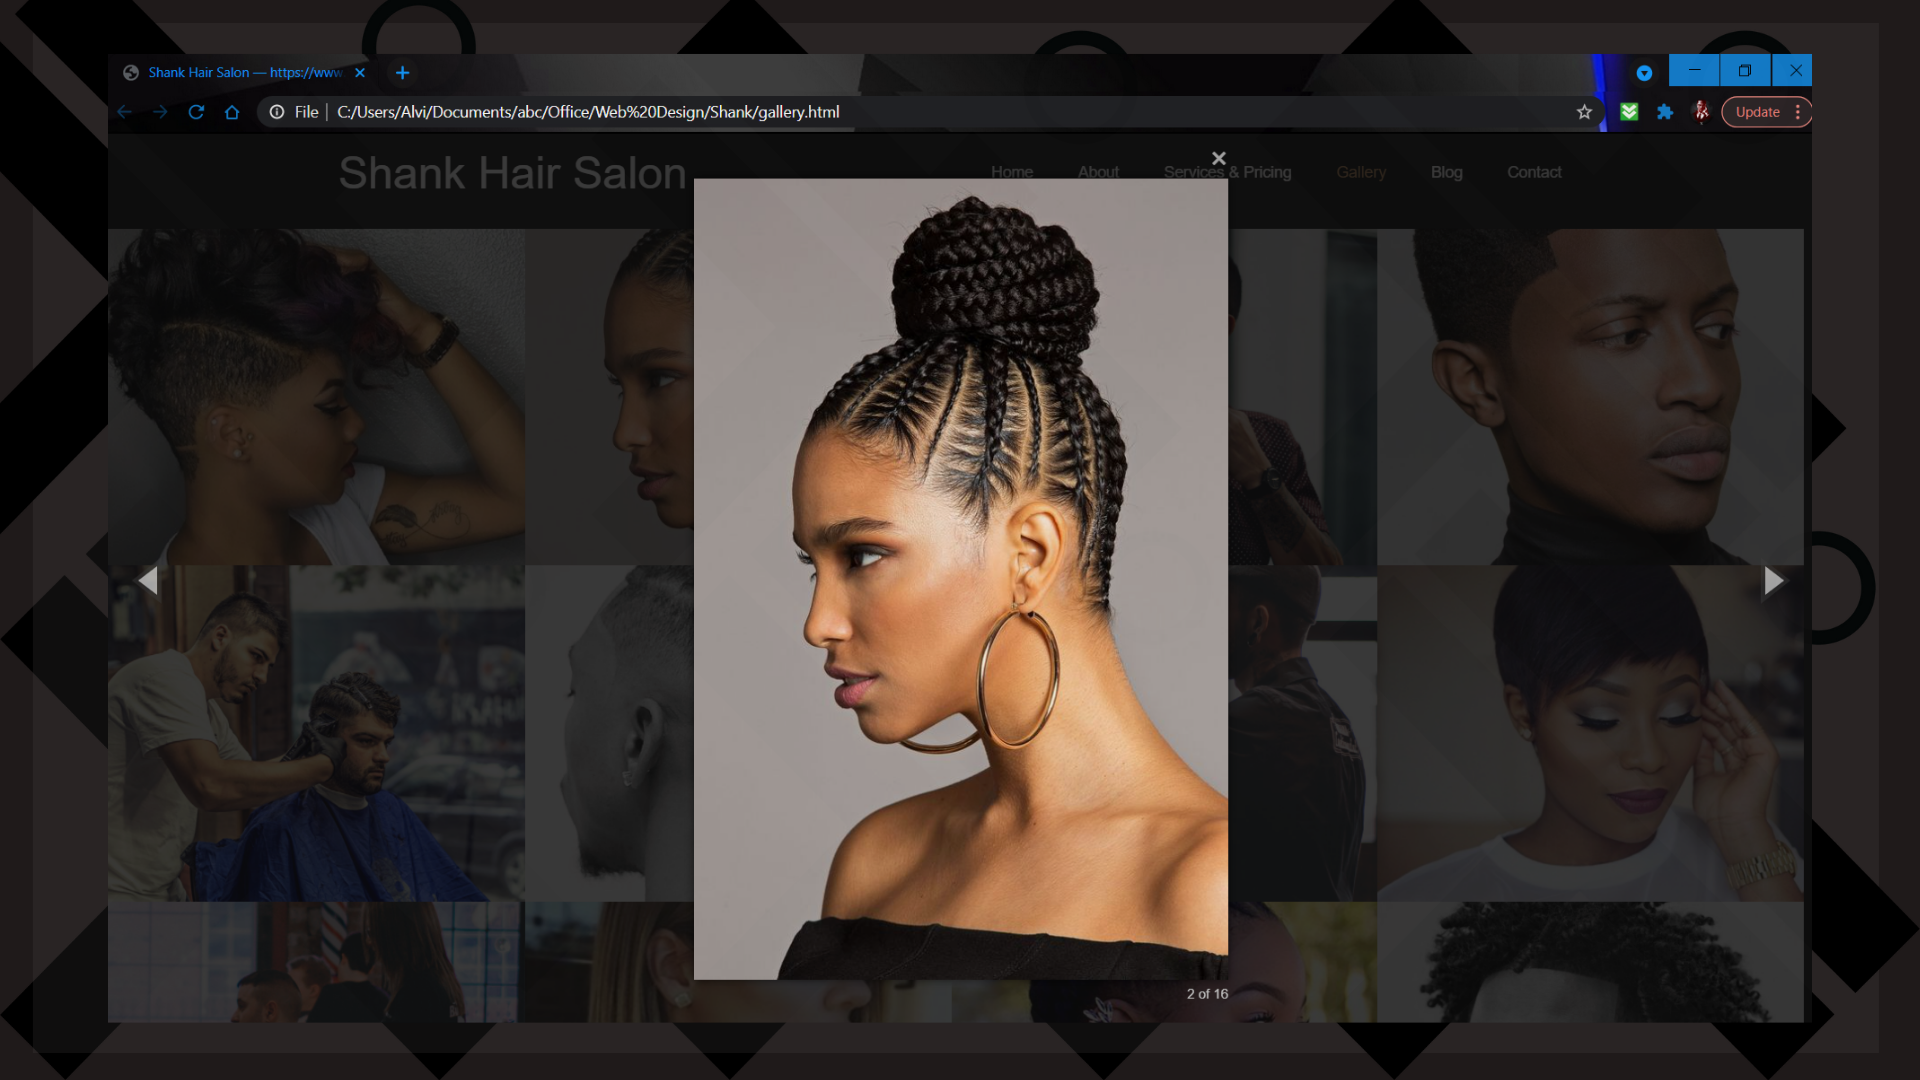 Shank Hair Salon — https://www
File C:/Users/Alvi/Documents/abc/Office/Web%20Design/Shank/gallery.html
Update
Shank Hair Salon
Home About Services & Pricing Gallery Blog Contact
2 of 16